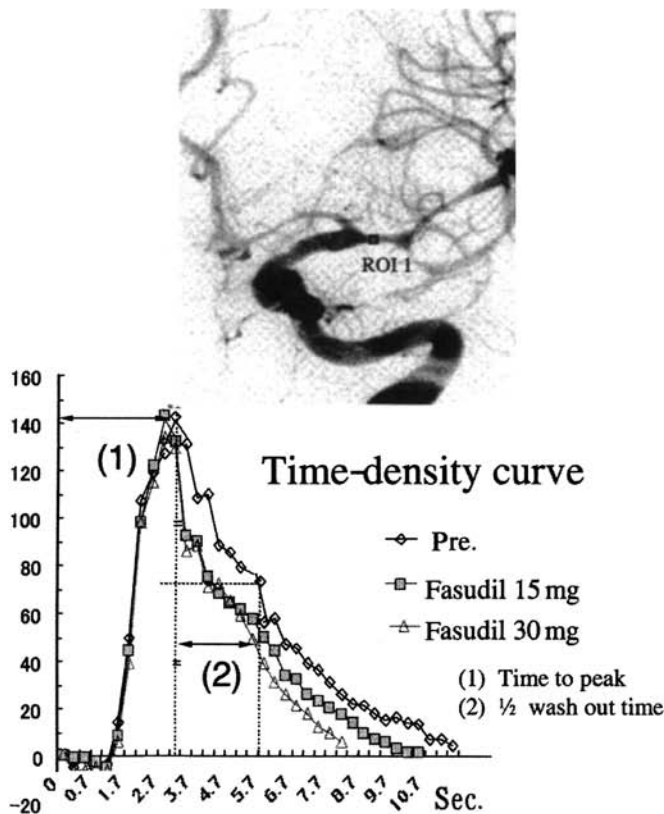 ROI 1
160
140
120
100
80
60
40
20
0
-20
(1)
(2)
Time-density curve
Pre.
Fasudil 15 mg
Fasudil 30 mg
(1) Time to peak
(2) ½ wash out time
0 0.7 1.7 2.7 3.7 4.7 5.7 6.7 7.7 8.7 9.7 10.7 Sec.